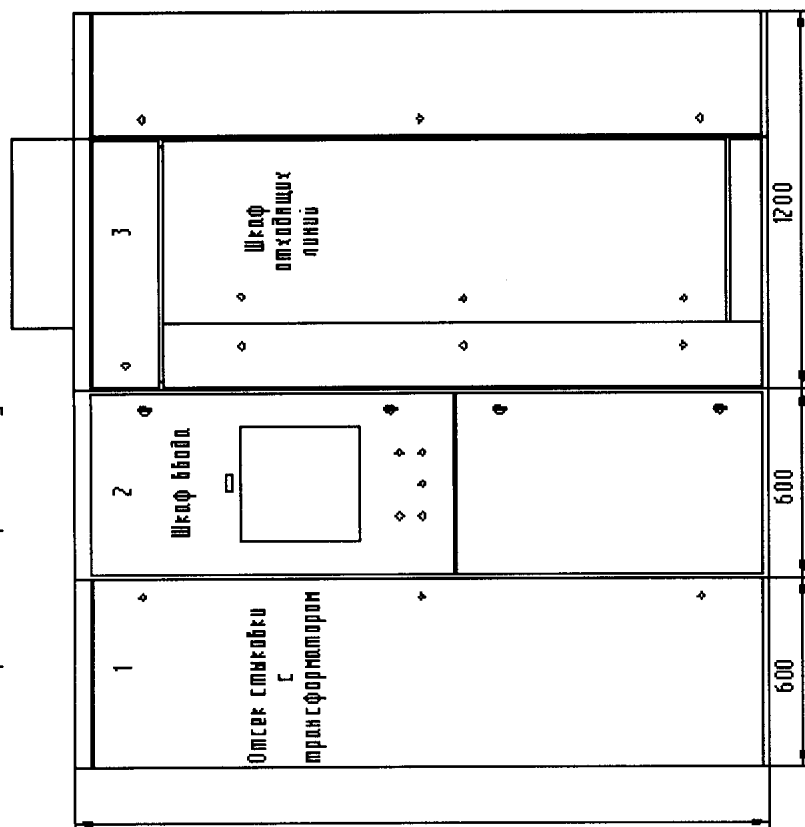 1
Отсек стыковки
с
трансформатором
2
Шкаф ввода
3
Шкаф
отходящих
линий
600
600
1200